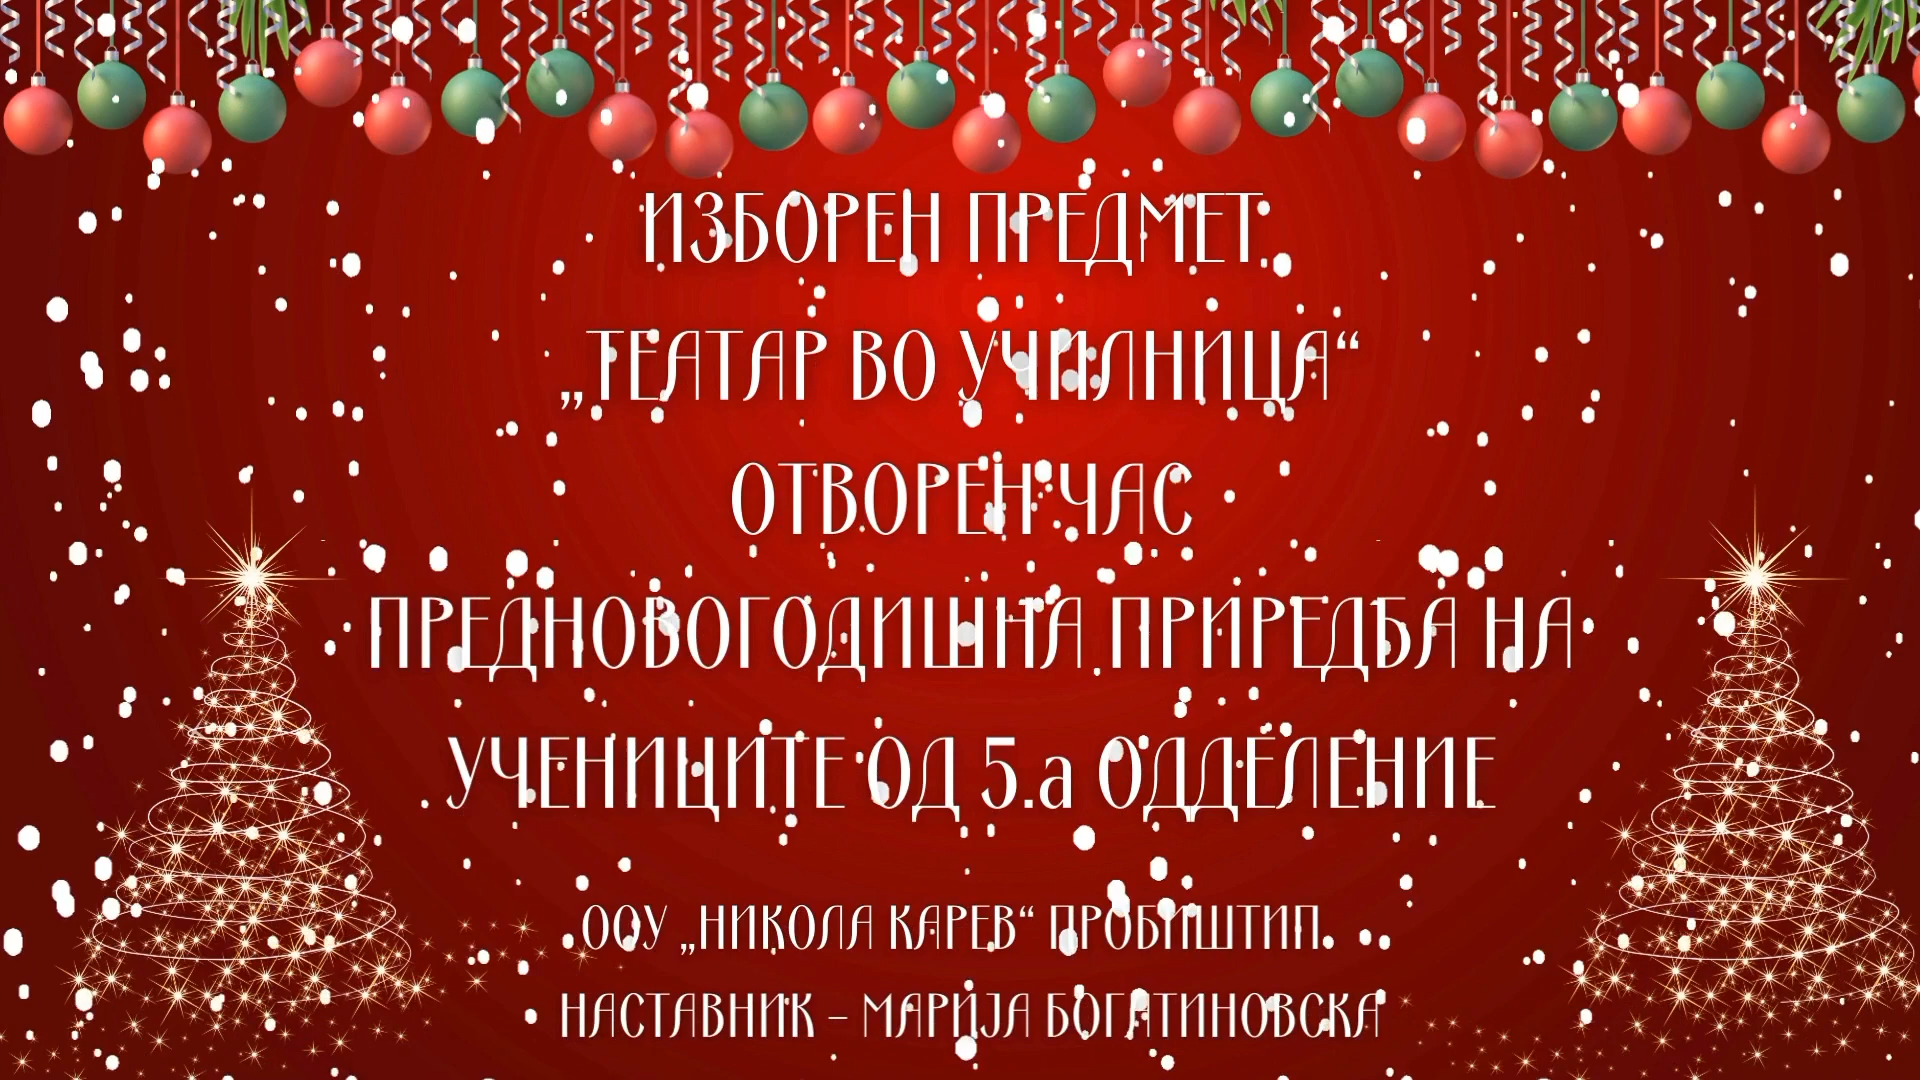 ИЗБОРЕН ПРЕДМЕТ
„ТЕАТАР ВО УЧИЛНИЦА“
ОТВОРЕН ЧАС
ПРЕДНОВОГОДИШНА ПРИРЕДБА НА
УЧЕНИЦИТЕ ОД 5.а ОДДЕЛЕНИЕ
ООУ „НИКОЛА КАРЕВ“ ПРОБИШТИП
НАСТАВНИК – МАРИЈА БОГАТИНОВСКА